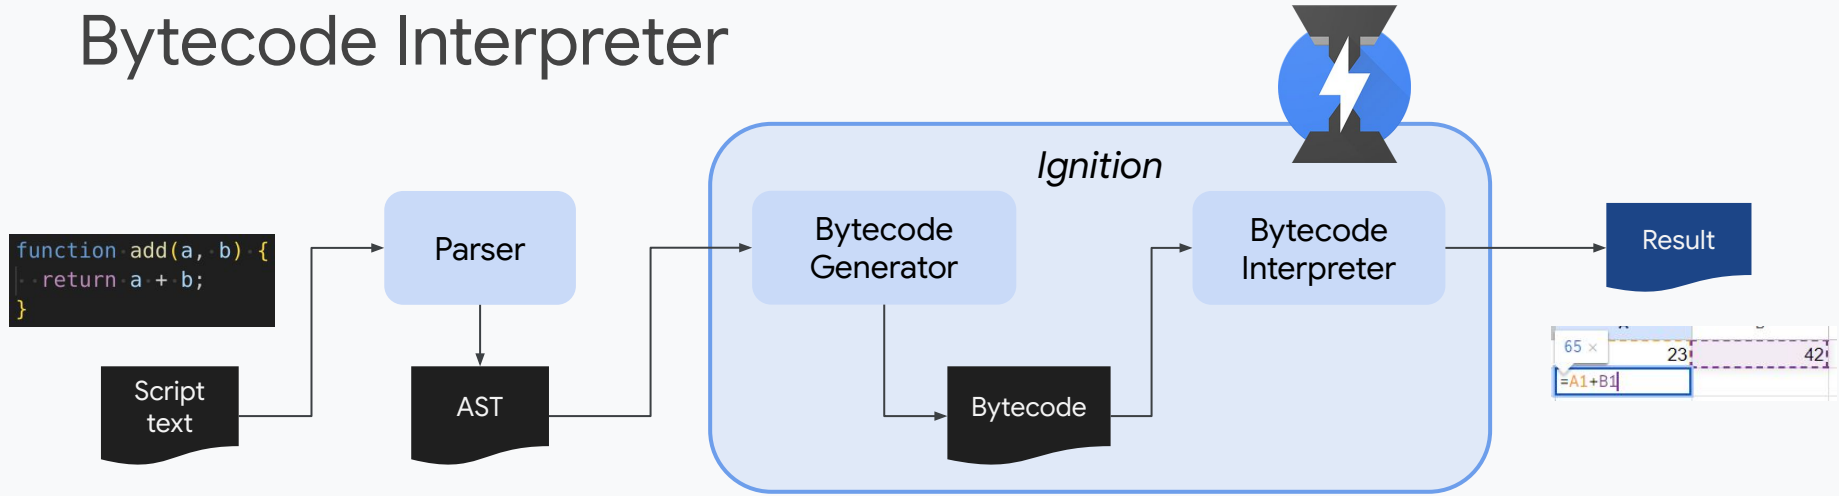 Bytecode Interpreter
Ignition
function add(a, b) {
return a + b;
}
Script
text
Parser
AST
Bytecode
Generator
Bytecode
Bytecode
Interpreter
Result
65 ×
23
42
=A1+B1